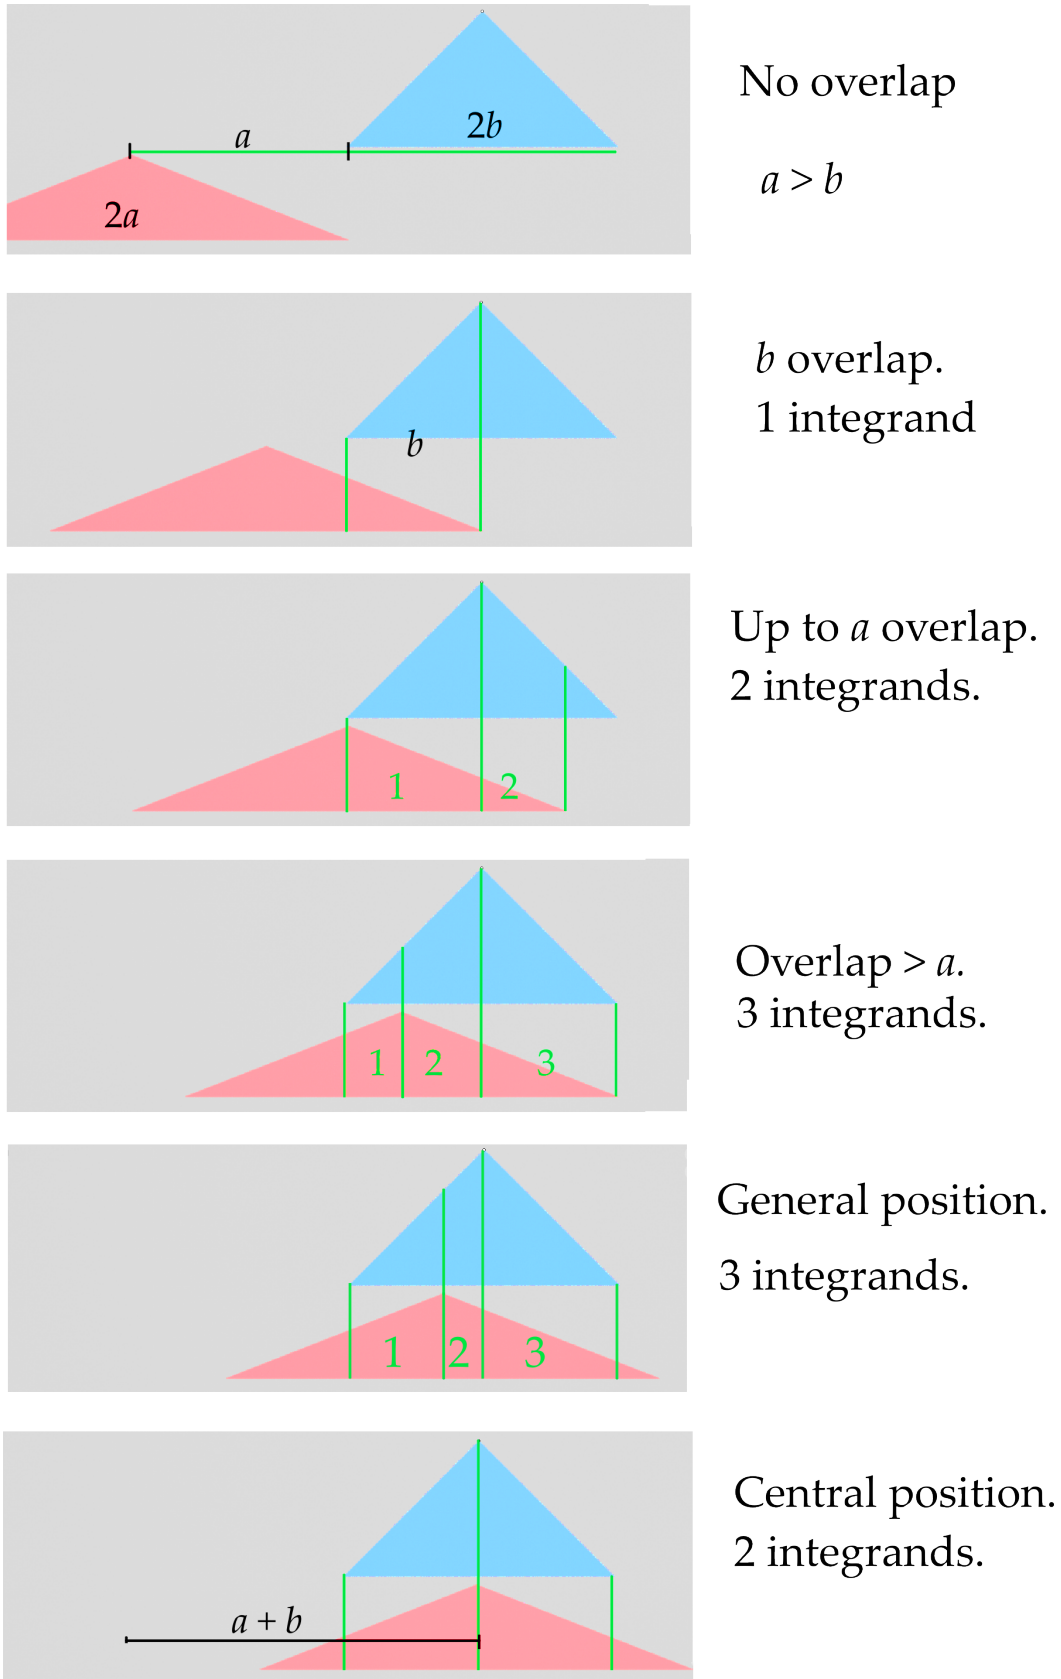 No overlap
a
2b
a > b
2a
b overlap.
1 integrand
b
Up to a overlap.
2 integrands.
1 2
Overlap > a.
3 integrands.
1 2 3
General position.
3 integrands.
1 2 3
Central position.
2 integrands.
a + b